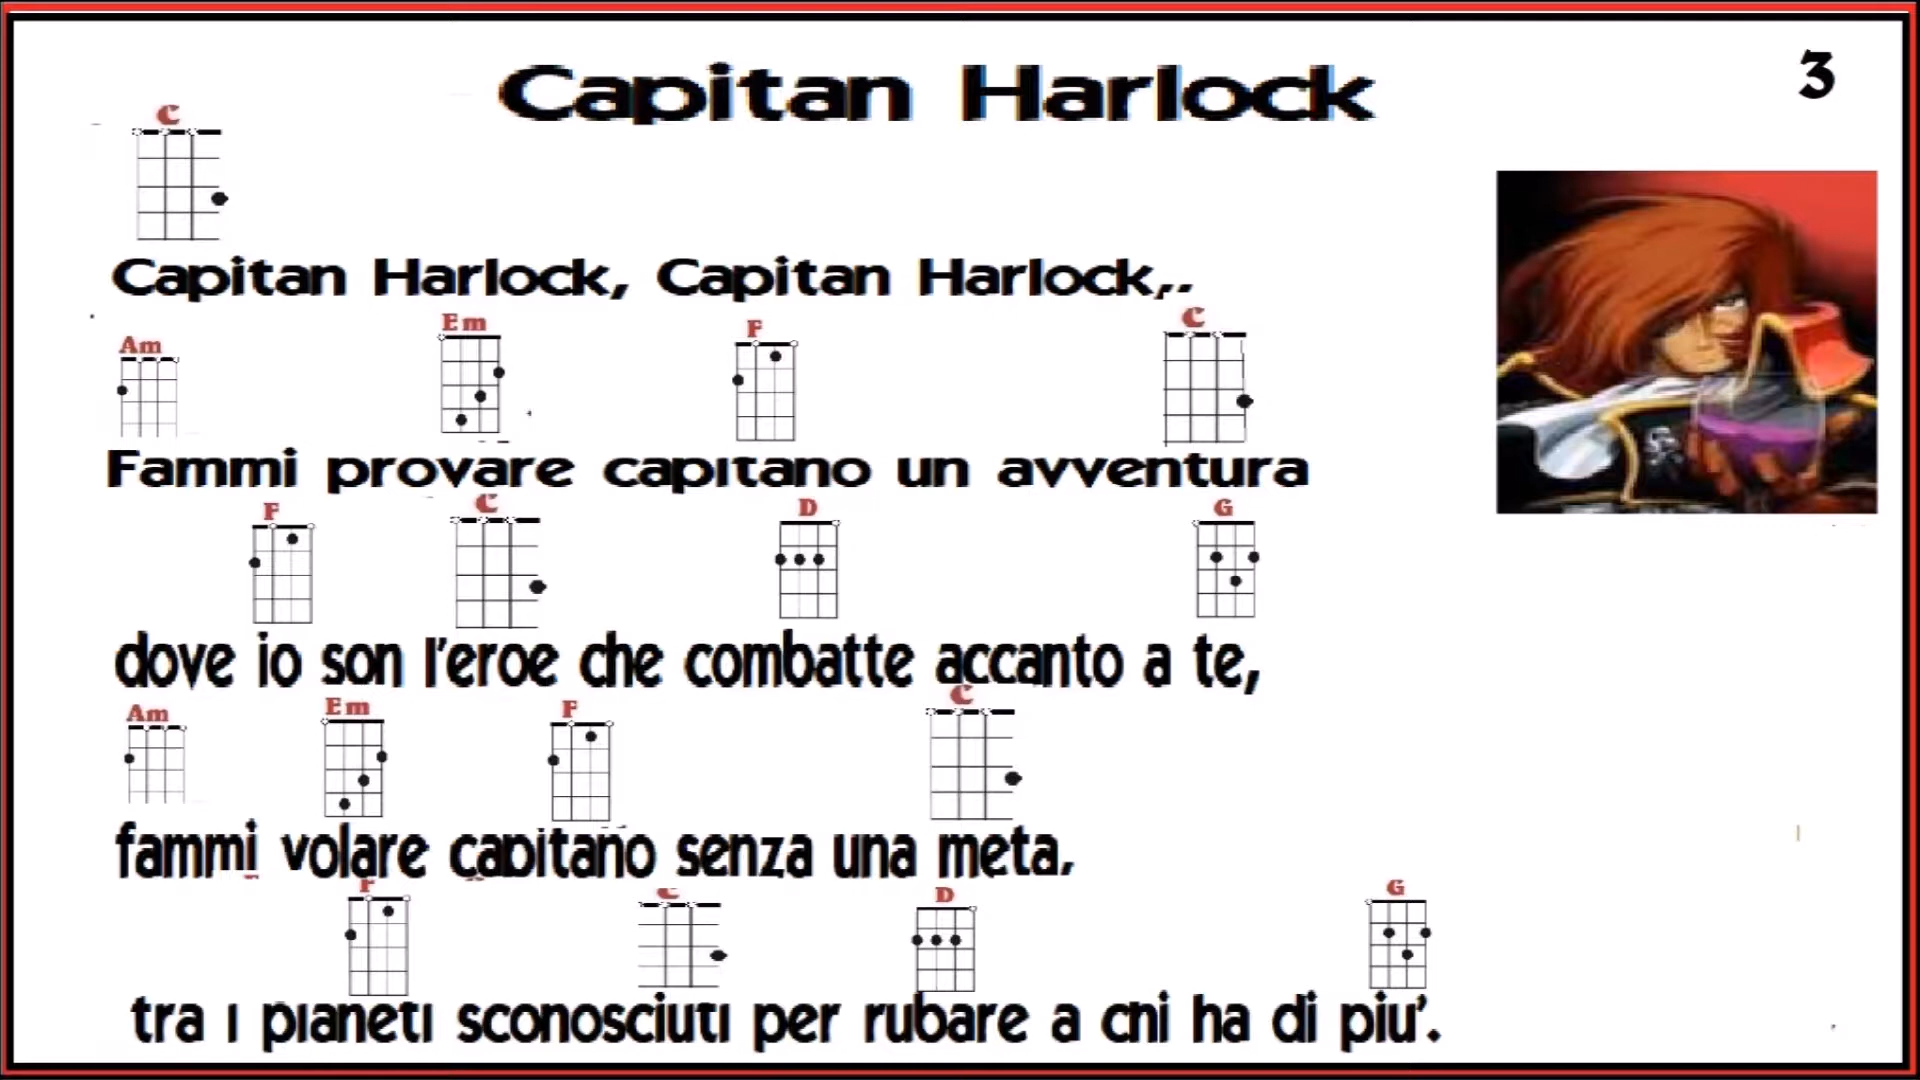 Capitan Harlock
3
C
Capitan Harlock, Capitan Harlock,..
Am Em F C
Fammi provare capitano un avventura
F C D G
dove io son l'eroe che combatte accanto a te,
Am Em F C
fammi volare capitano senza una meta,
F C D G
tra i pianeti sconosciuti per rubare a chi ha di piu'.